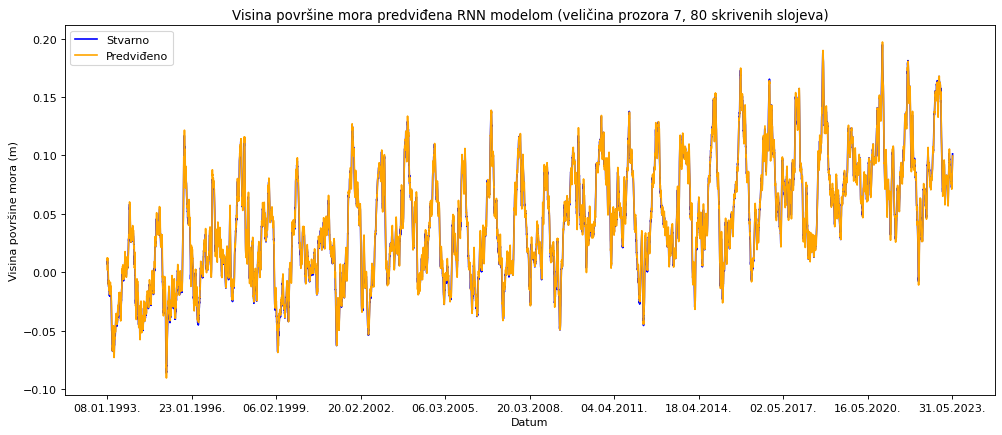 Visina površine mora predviđena RNN modelom (veličina prozora 7, 80 skrivenih slojeva)
Stvarno
Predviđeno
Visina površine mora (m)
0.20
0.15
0.10
0.05
0.00
−0.05
−0.10
08.01.1993. 23.01.1996. 06.02.1999. 20.02.2002. 06.03.2005. 20.03.2008. 04.04.2011. 18.04.2014. 02.05.2017. 16.05.2020. 31.05.2023.
Datum